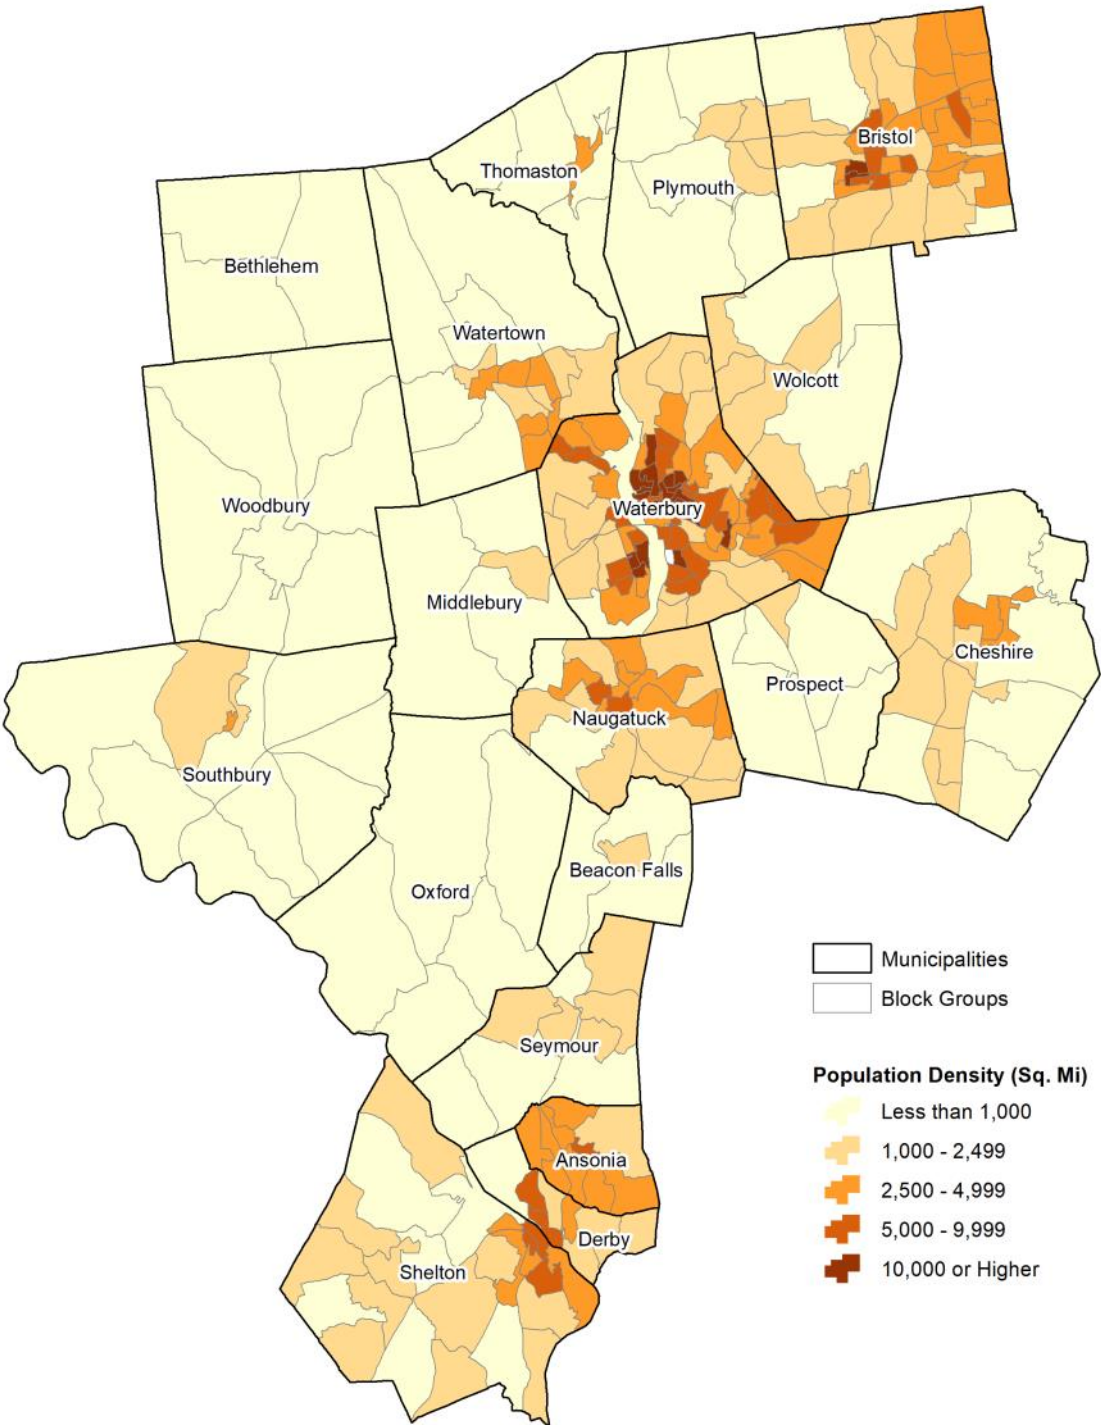 Bristol
Thomaston
Plymouth
Bethlehem
Watertown
Wolcott
Woodbury
Waterbury
Middlebury
Cheshire
Prospect
Naugatuck
Southbury
Beacon Falls
Oxford
Municipalities
Block Groups
Seymour
Population Density (Sq. Mi)
Less than 1,000
1,000 - 2,499
Ansonia
2,500 - 4,999
5,000 - 9,999
Derby
Shelton
10,000 or Higher